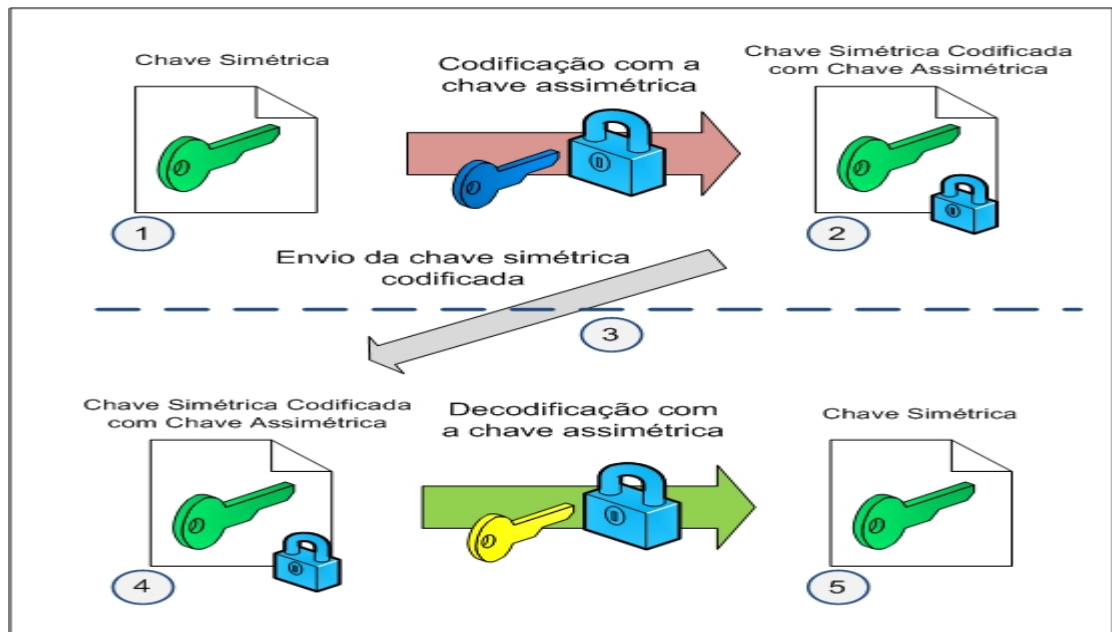 Chave Simétrica
Codificação com a
chave assimétrica
Chave Simétrica Codificada
com Chave Assimétrica
1
2
Envio da chave simétrica
codificada
3
Chave Simétrica Codificada
com Chave Assimétrica
Decodificação com
a chave assimétrica
Chave Simétrica
4
5